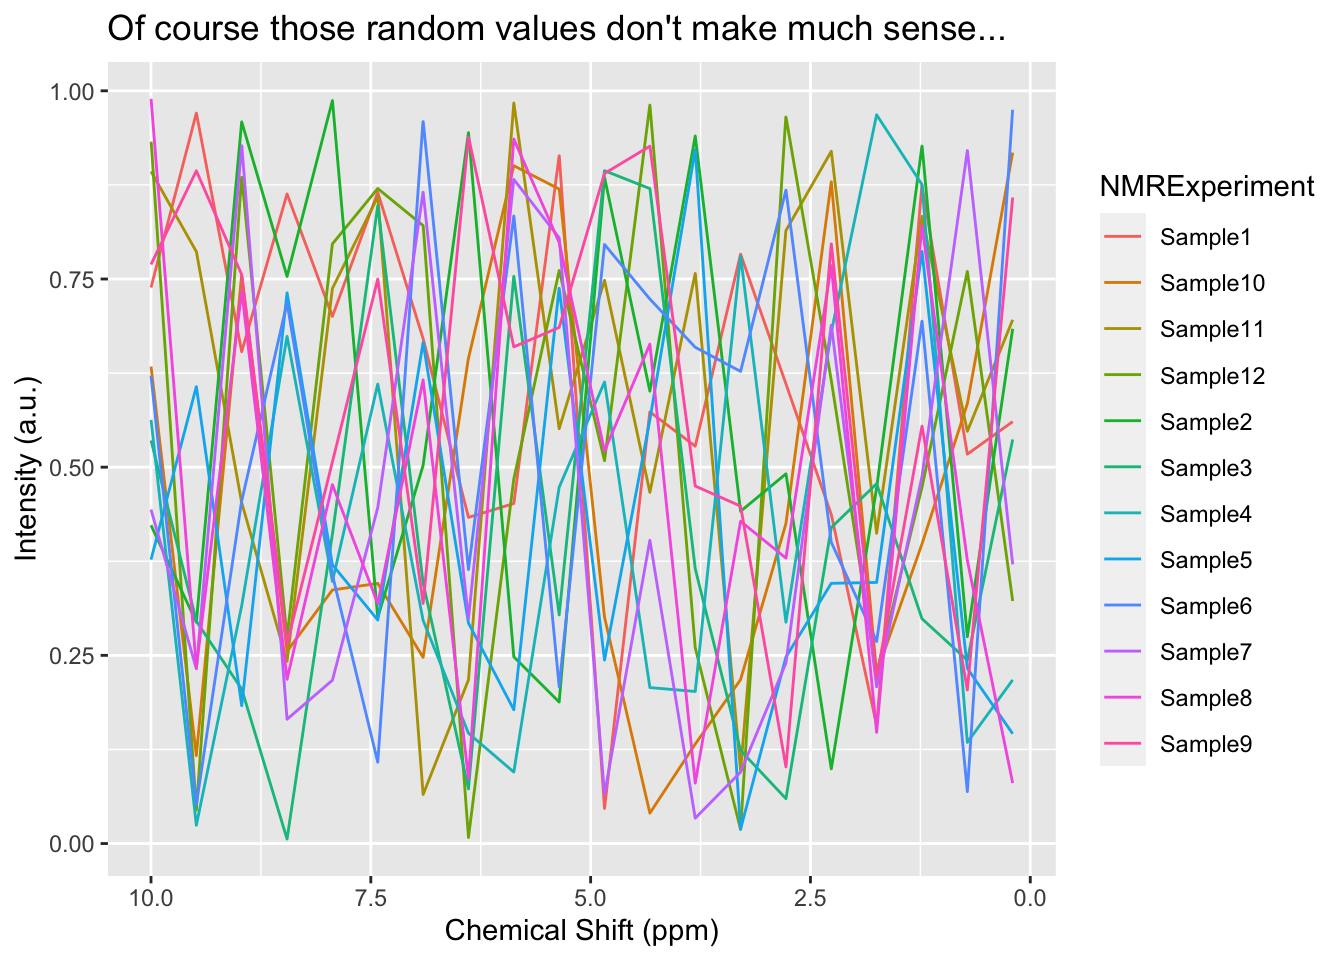 Of course those random values don't make much sense...
1.00
0.75
0.50
0.25
0.00
Intensity (a.u.)
10.0 7.5 5.0 2.5 0.0
Chemical Shift (ppm)
NMRExperiment
Sample1
Sample10
Sample11
Sample12
Sample2
Sample3
Sample4
Sample5
Sample6
Sample7
Sample8
Sample9